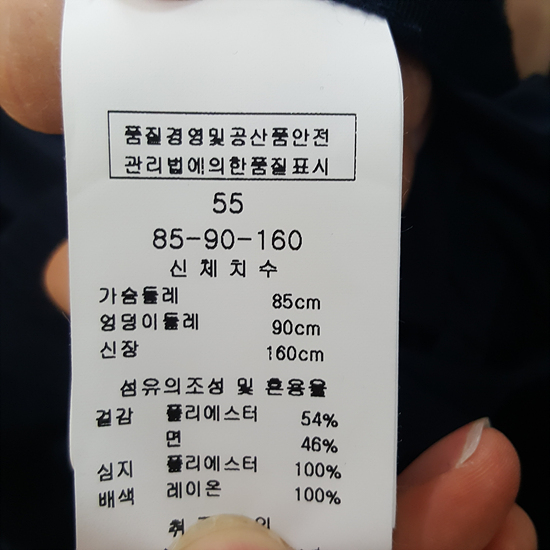 품질경영및공산품안전
관리법에의한품질표시
55
85-90-160
신체치수
가슴둘레 85cm
엉덩이둘레 90cm
신장 160cm
섬유의조성 및 혼용율
겉감 폴리에스터 54%
면 46%
심지 폴리에스터 100%
배색 레이온 100%
취